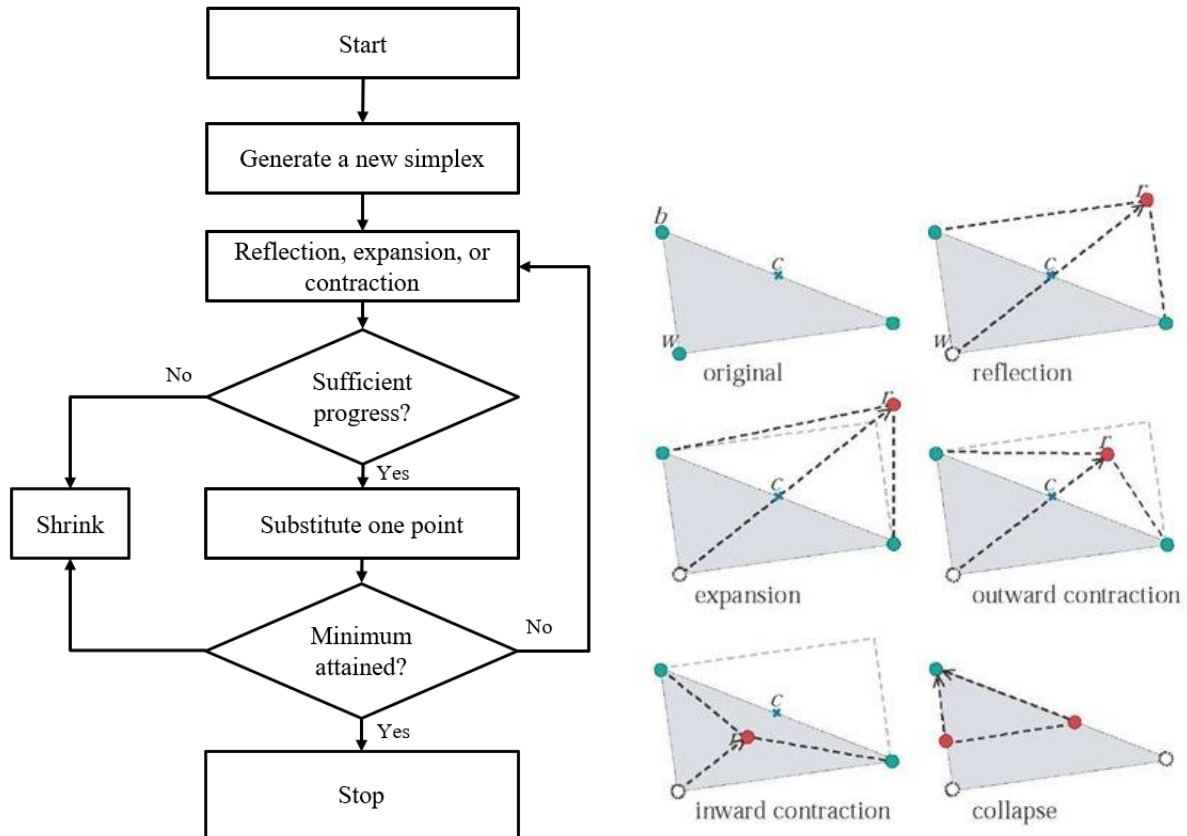 Start
Generate a new simplex
Reflection, expansion, or
contraction
No
Sufficient
progress?
Yes
Shrink
Substitute one point
No
Minimum
attained?
Yes
Stop
b
c
w
original
r
c
w
reflection
r
c
expansion
r
c
outward contraction
c
r
inward contraction
collapse